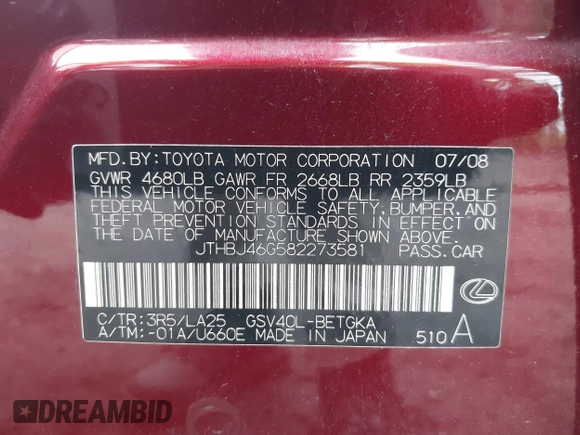 MFD.BY:TOYOTA MOTOR CORPORATION 07/08
GVWR 4680LB GAWR FR 2668LB RR 2359LB
THIS VEHICLE CONFORMS TO ALL APPLICABLE
FEDERAL MOTOR VEHICLE SAFETY,BUMPER,AND
THEFT PREVENTION STANDARDS IN EFFECT ON
THE DATE OF MANUFACTURE SHOWN ABOVE.
JTHBJ46G582273581 PASS.CAR
C/TR:3R5/LA25 GSV40L-BETGKA
A/TM:-01A/U660E MADE IN JAPAN 510A
DREAMBID